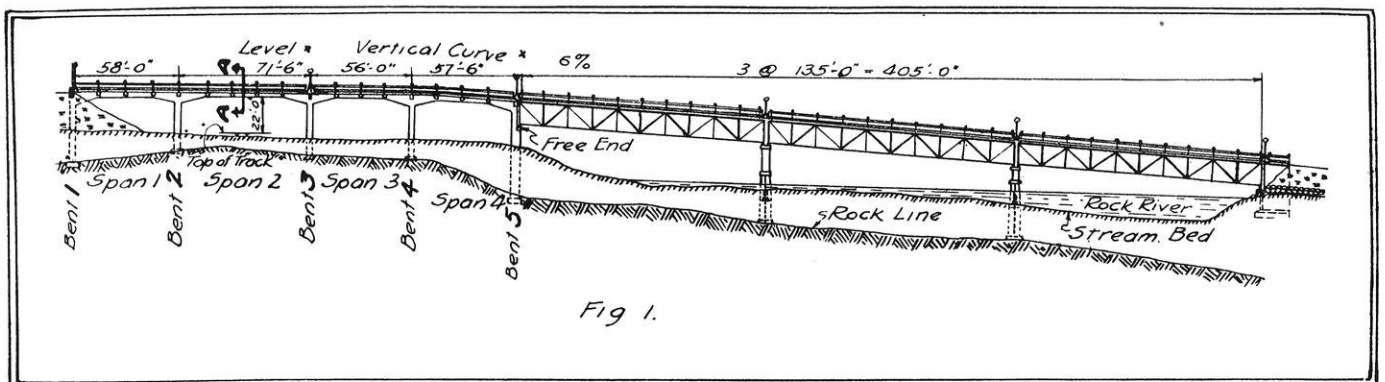 Level * Vertical Curve * 6%
58'-0" A 71'-6" 56'-0" 57'-6" 3 @ 135'-0" = 405'-0"
A
22'-0"
Free End
Top of Track
Span 1 Span 2 Span 3 Span 4
Rock River
Rock Line
Stream Bed
Bent 1 Bent 2 Bent 3 Bent 4 Bent 5
Fig 1.